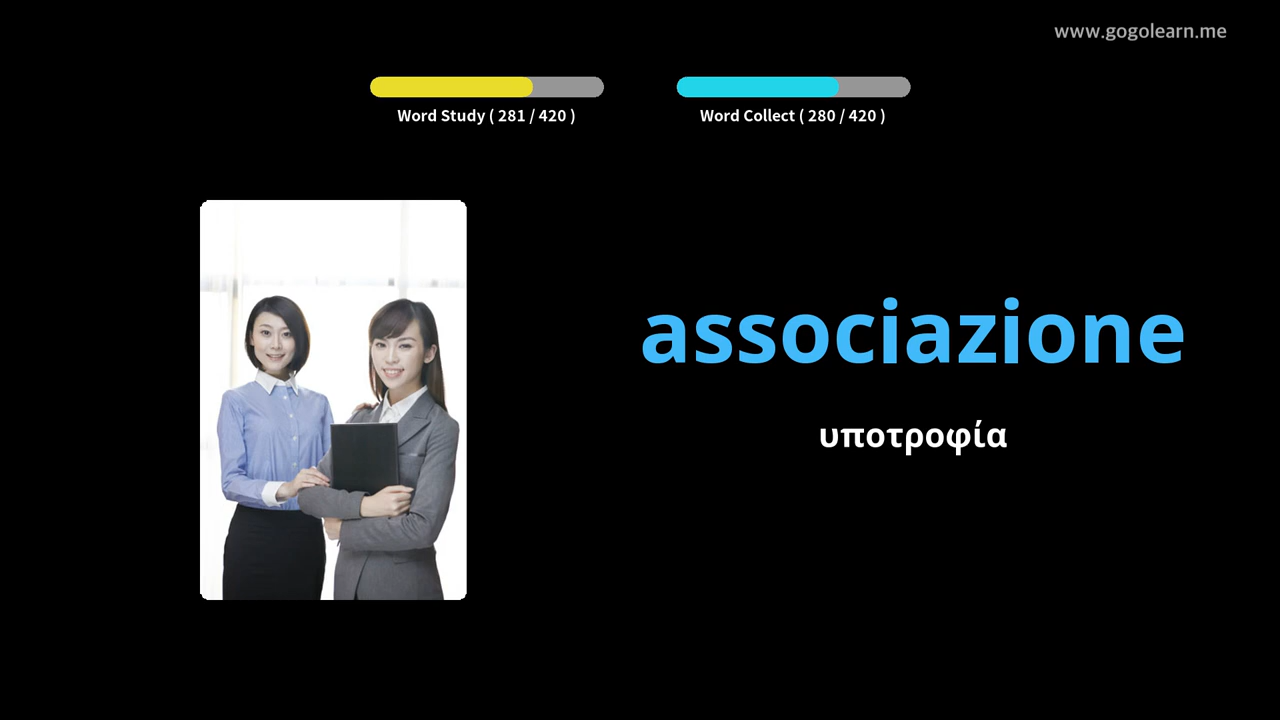 www.gogolearn.me
Word Study ( 281 / 420 )
Word Collect ( 280 / 420 )
associazione
υποτροφία